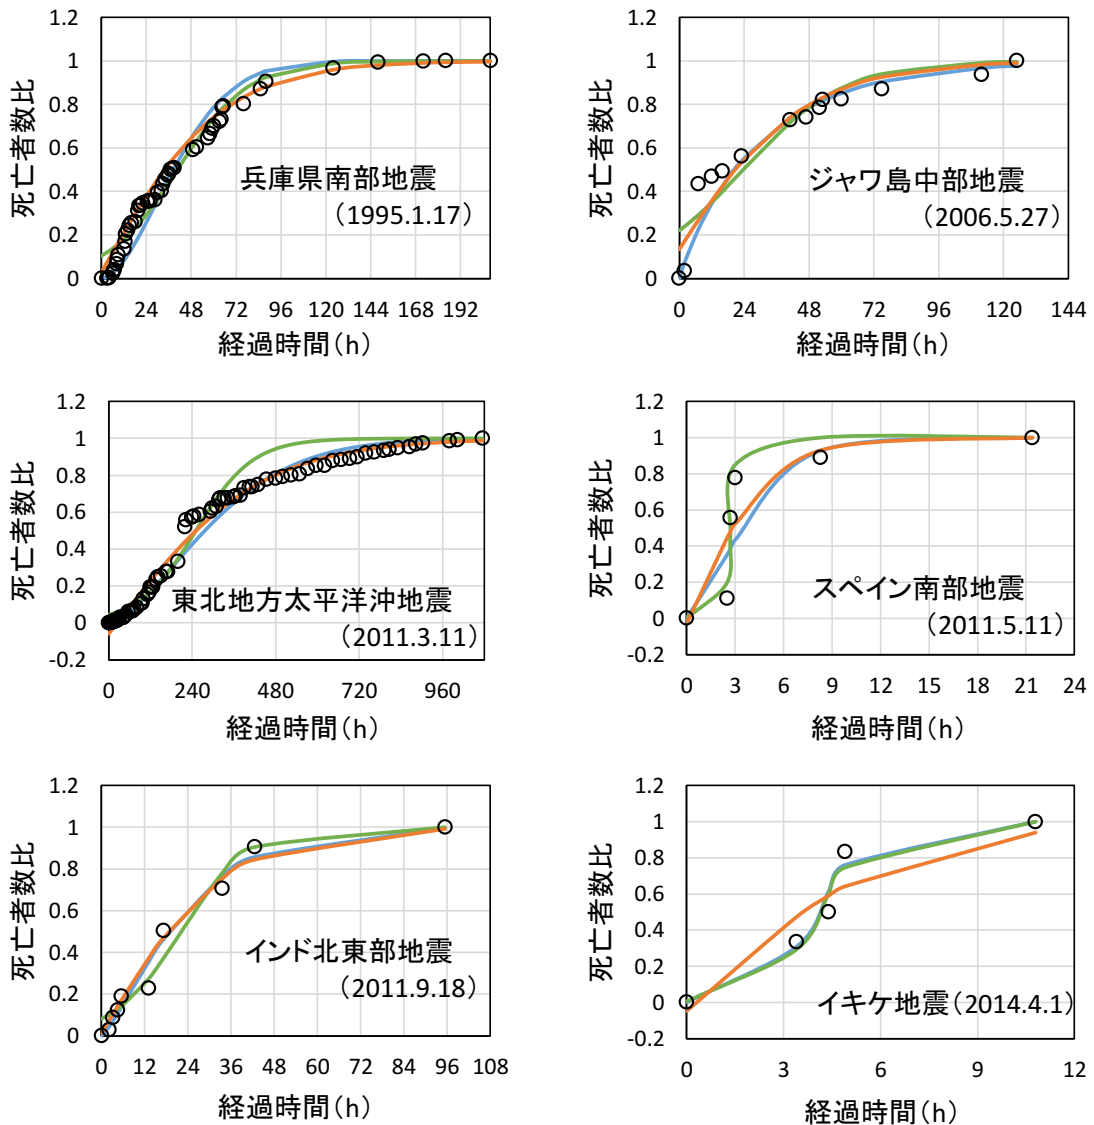 1.2
1
0.8
0.6
0.4
0.2
0
死亡者数比
兵庫県南部地震
（1995.1.17）
0 24 48 72 96 120 144 168 192
経過時間（h）
1.2
1
0.8
0.6
0.4
0.2
0
死亡者数比
ジャワ島中部地震
（2006.5.27）
0 24 48 72 96 120 144
経過時間（h）
1.2
1
0.8
0.6
0.4
0.2
0
-0.2
死亡者数比
東北地方太平洋沖地震
（2011.3.11）
0 240 480 720 960
経過時間（h）
1.2
1
0.8
0.6
0.4
0.2
0
-0.2
死亡者数比
スペイン南部地震
（2011.5.11）
0 3 6 9 12 15 18 21 24
経過時間（h）
1.2
1
0.8
0.6
0.4
0.2
0
死亡者数比
インド北東部地震
（2011.9.18）
0 12 24 36 48 60 72 84 96 108
経過時間（h）
1.2
1
0.8
0.6
0.4
0.2
0
-0.2
死亡者数比
イキケ地震（2014.4.1）
0 3 6 9 12
経過時間（h）